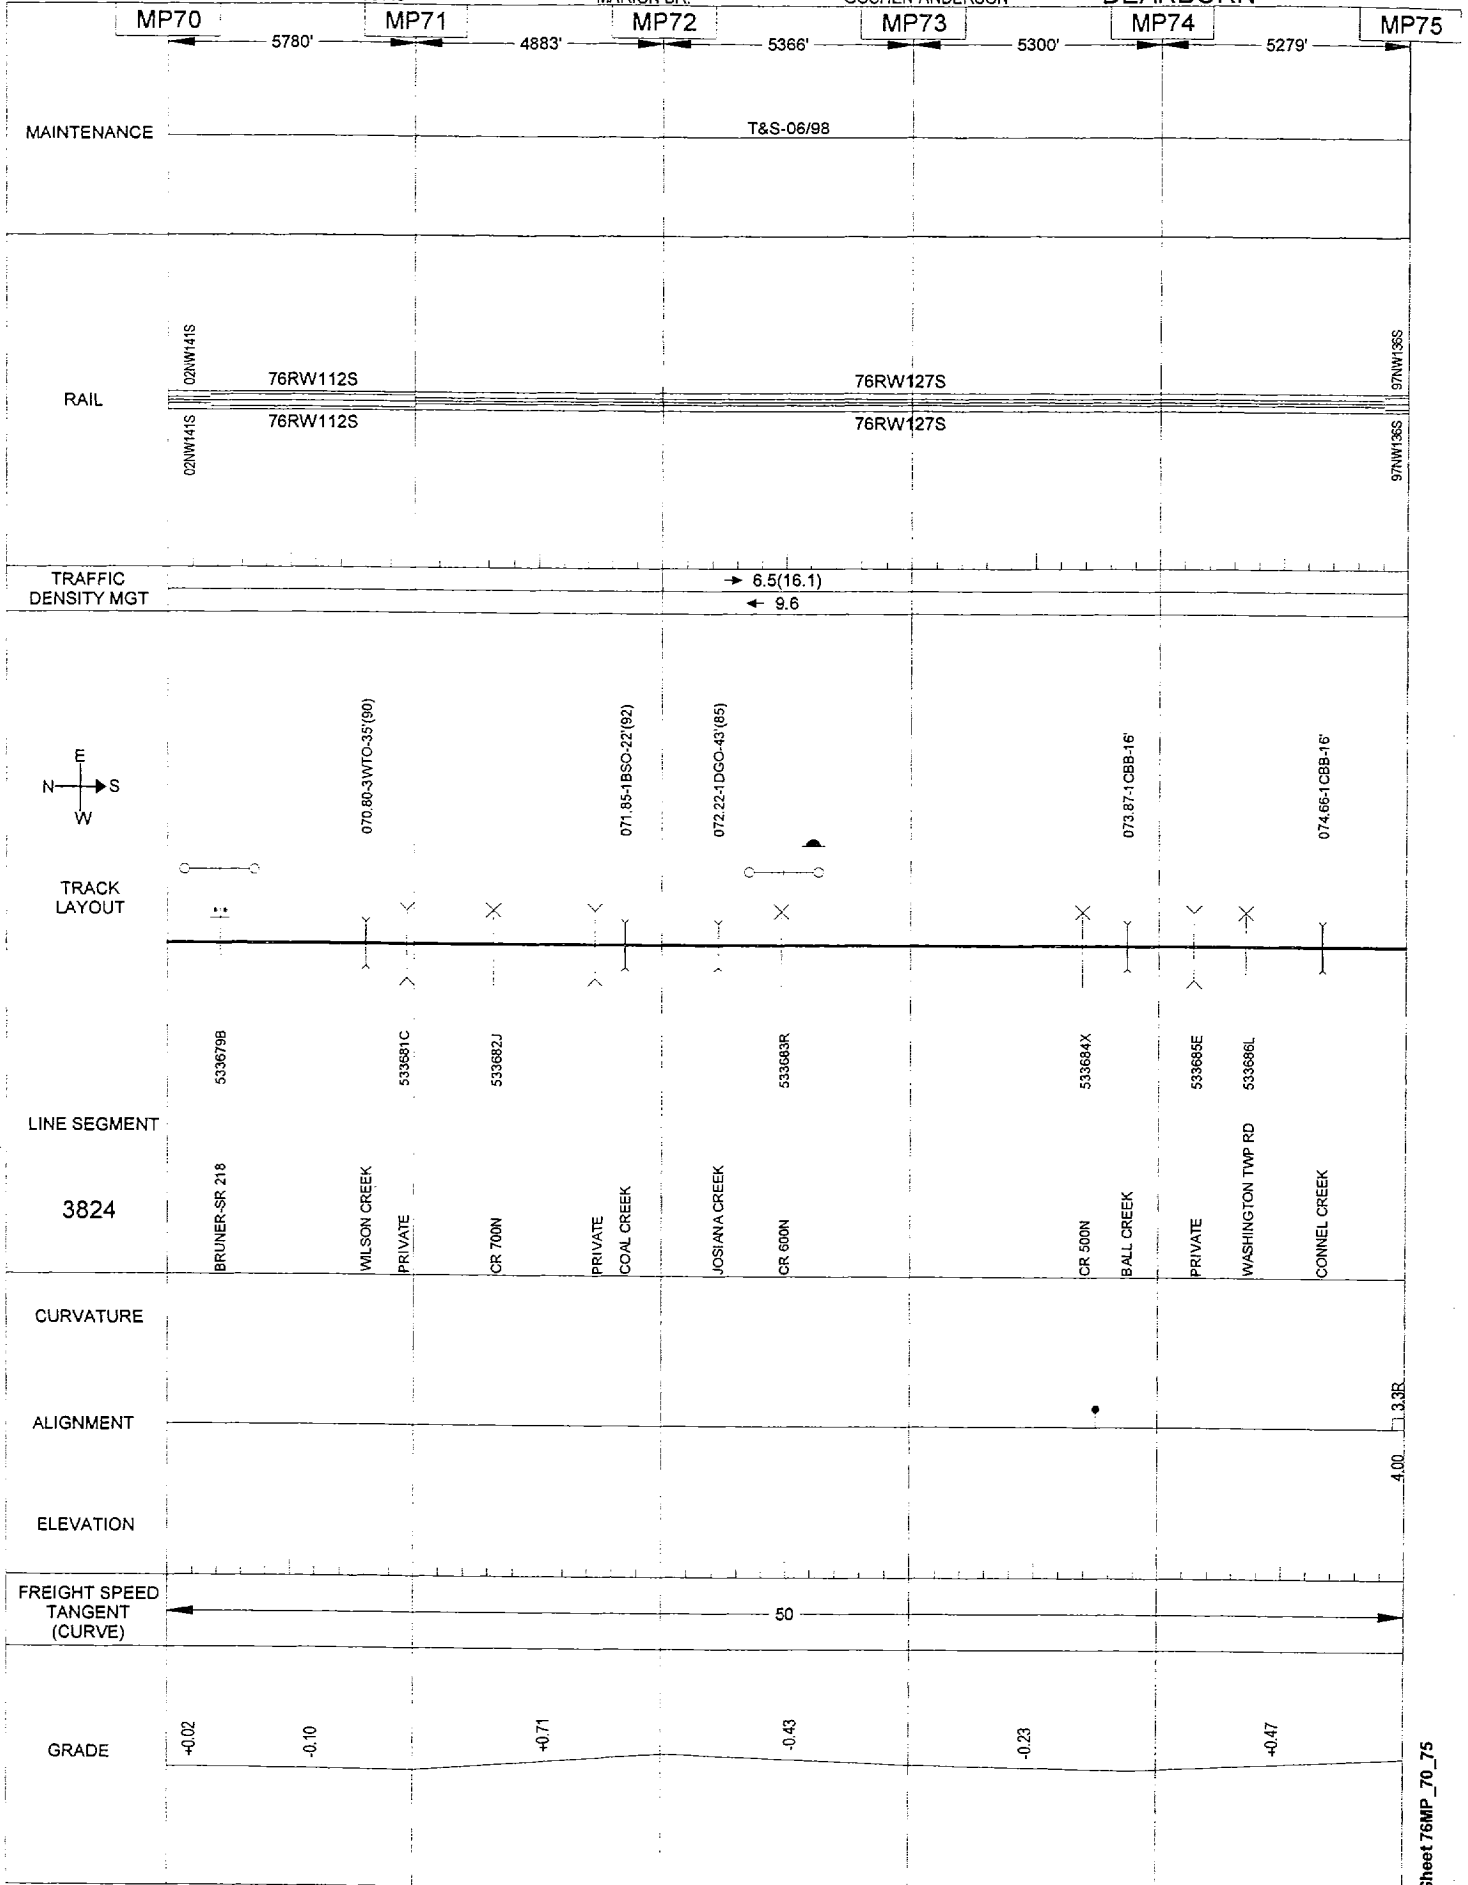 MARION BR. GOSHEN ANDERSON DEARBORN
MP70 MP71 MP72 MP73 MP74 MP75
5780' 4883' 5366' 5300' 5279'
MAINTENANCE
T&S-06/98
RAIL
02NW141S
02NW141S
76RW112S
76RW112S
76RW127S
76RW127S
97NW136S
97NW136S
TRAFFIC
DENSITY MGT
→ 6.5(16.1)
← 9.6
E
N S
W
070.80-3WTO-35'(90)
071.85-1BSO-22'(92)
072.22-1DGO-43'(85)
073.87-1CBB-16'
074.66-1CBB-16'
TRACK
LAYOUT
533679B
533681C
533682J
533683R
533684X
533685E
533686L
LINE SEGMENT
3824
BRUNER-SR 218
WILSON CREEK
PRIVATE
CR 700N
PRIVATE
COAL CREEK
JOSIANA CREEK
CR 600N
CR 500N
BALL CREEK
PRIVATE
WASHINGTON TWP RD
CONNEL CREEK
CURVATURE
ALIGNMENT
3.3R
4.00
ELEVATION
FREIGHT SPEED
TANGENT
(CURVE)
50
GRADE
+0.02
-0.10
+0.71
-0.43
-0.23
+0.47
Sheet 76MP_70_75